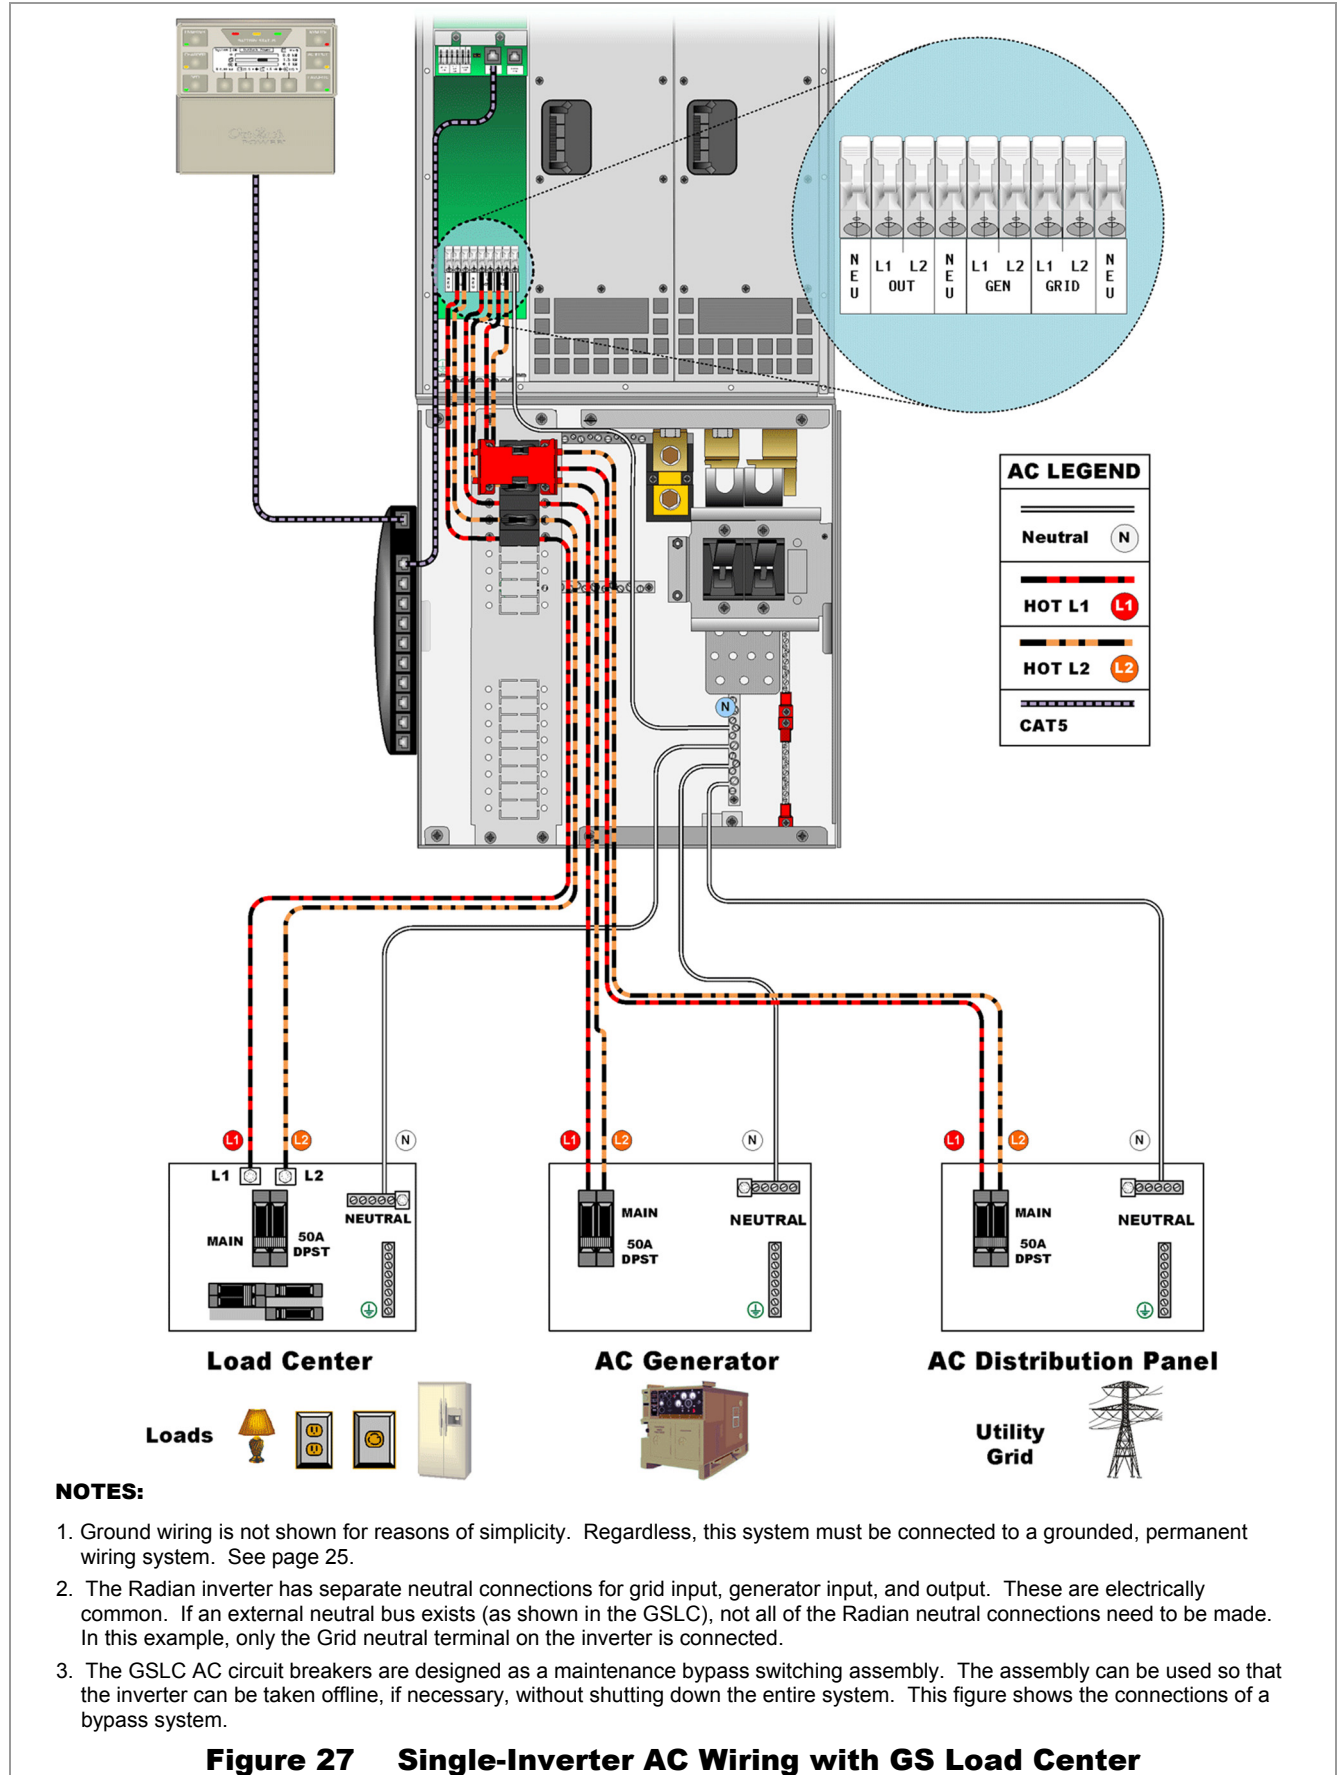 NEU
L1 L2
OUT
NEU
L1 L2
GEN
L1 L2
GRID
NEU
AC LEGEND
Neutral N
HOT L1 L1
HOT L2 L2
CAT5
N
L1 L2 N
L1 L2 N
L1 L2 N
L1 L2
NEUTRAL
MAIN
50A
DPST
MAIN
NEUTRAL
50A
DPST
MAIN
NEUTRAL
50A
DPST
Load Center
AC Generator
AC Distribution Panel
Loads
Utility
Grid
NOTES:
1. Ground wiring is not shown for reasons of simplicity. Regardless, this system must be connected to a grounded, permanent
wiring system. See page 25.
2. The Radian inverter has separate neutral connections for grid input, generator input, and output. These are electrically
common. If an external neutral bus exists (as shown in the GSLC), not all of the Radian neutral connections need to be made.
In this example, only the Grid neutral terminal on the inverter is connected.
3. The GSLC AC circuit breakers are designed as a maintenance bypass switching assembly. The assembly can be used so that
the inverter can be taken offline, if necessary, without shutting down the entire system. This figure shows the connections of a
bypass system.
Figure 27 Single-Inverter AC Wiring with GS Load Center